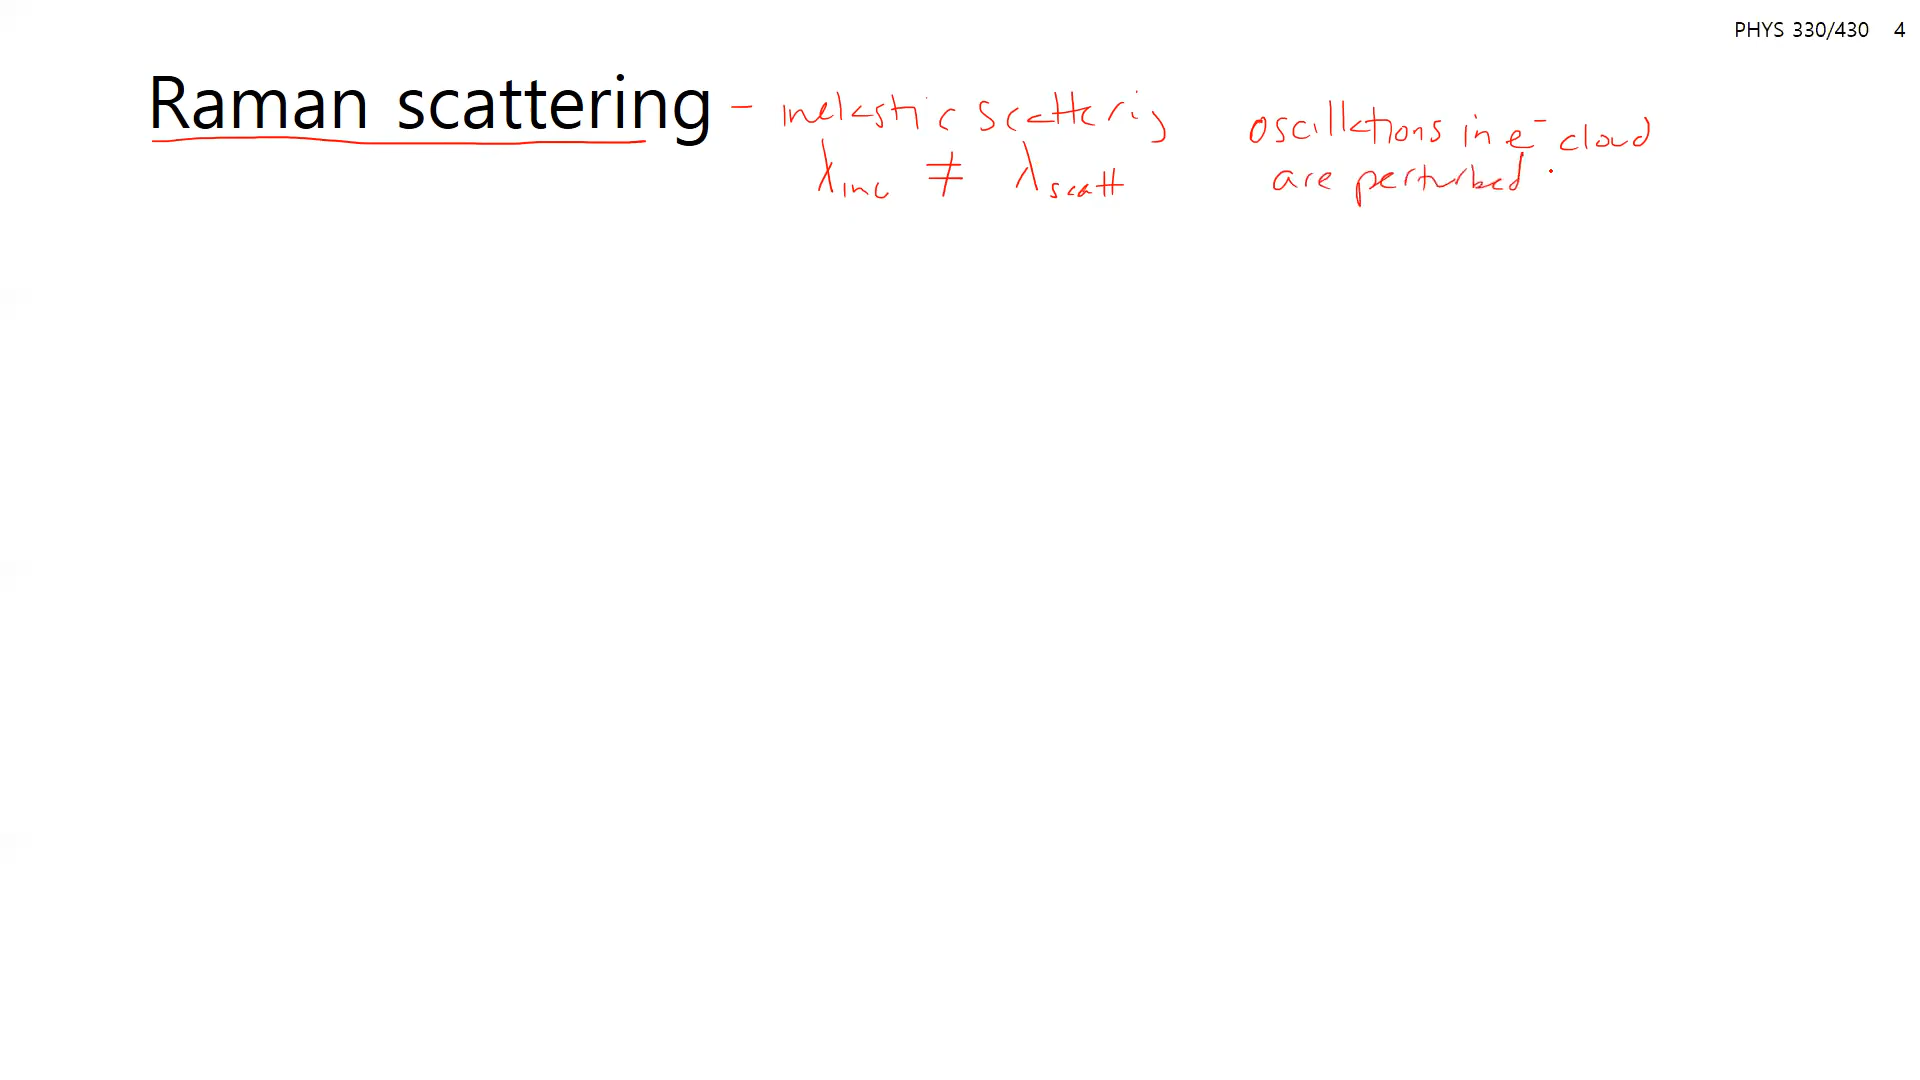 PHYS 330/430 4
Raman scattering - inelastic scattering
λinc ≠ λscatt
oscillations in e⁻ cloud
are perturbed.